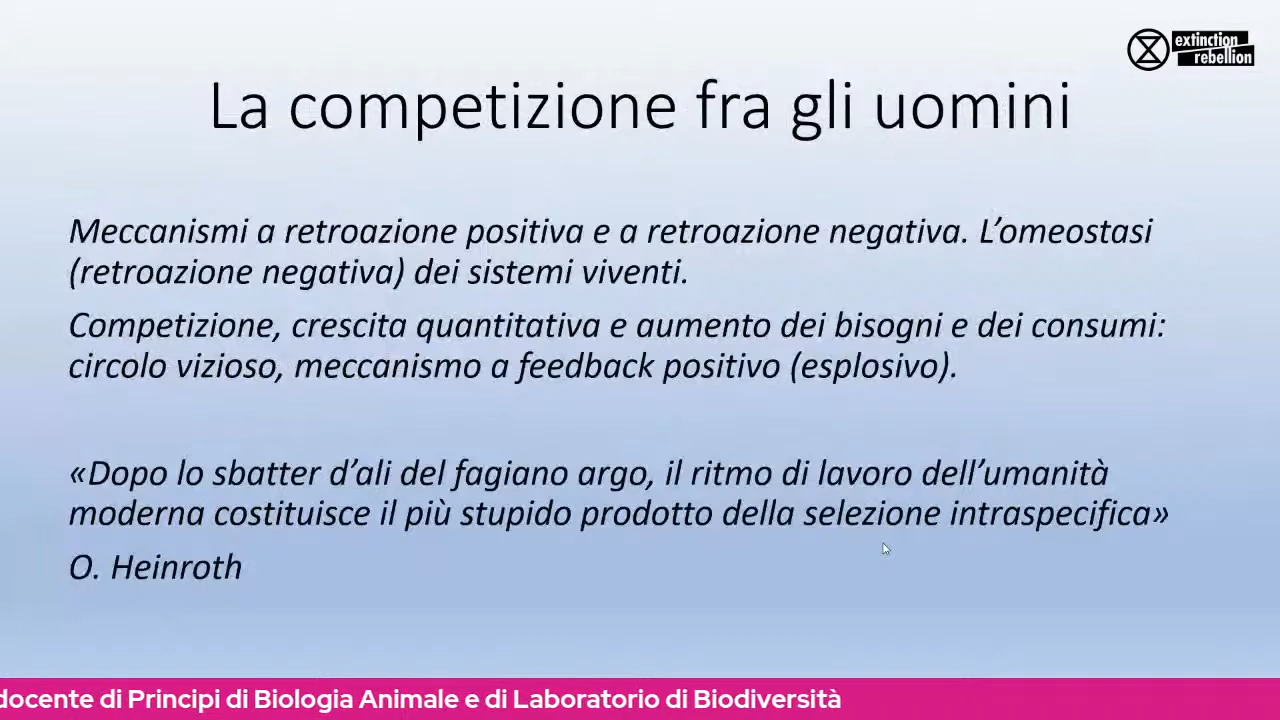 extinction
rebellion
La competizione fra gli uomini
Meccanismi a retroazione positiva e a retroazione negativa. L’omeostasi
(retroazione negativa) dei sistemi viventi.
Competizione, crescita quantitativa e aumento dei bisogni e dei consumi:
circolo vizioso, meccanismo a feedback positivo (esplosivo).
«Dopo lo sbatter d’ali del fagiano argo, il ritmo di lavoro dell’umanità
moderna costituisce il più stupido prodotto della selezione intraspecifica»
O. Heinroth
docente di Principi di Biologia Animale e di Laboratorio di Biodiversità